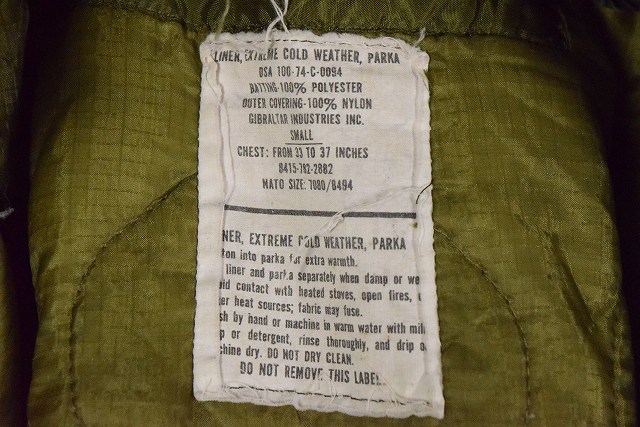 LINER, EXTREME COLD WEATHER, PARKA
DSA 100-74-C-0094
BATTING-100% POLYESTER
OUTER COVERING-100% NYLON
GIBRALTAR INDUSTRIES INC.
SMALL
CHEST: FROM 33 TO 37 INCHES
8415-782-2882
NATO SIZE: 7080/8494
NER, EXTREME COLD WEATHER, PARKA
ton into parka for extra warmth.
liner and parka separately when damp or we
id contact with heated stoves, open fires,
er heat sources; fabric may fuse.
sh by hand or machine in warm water with mil
p or detergent, rinse thoroughly, and drip o
chine dry. DO NOT DRY CLEAN.
DO NOT REMOVE THIS LABEL.